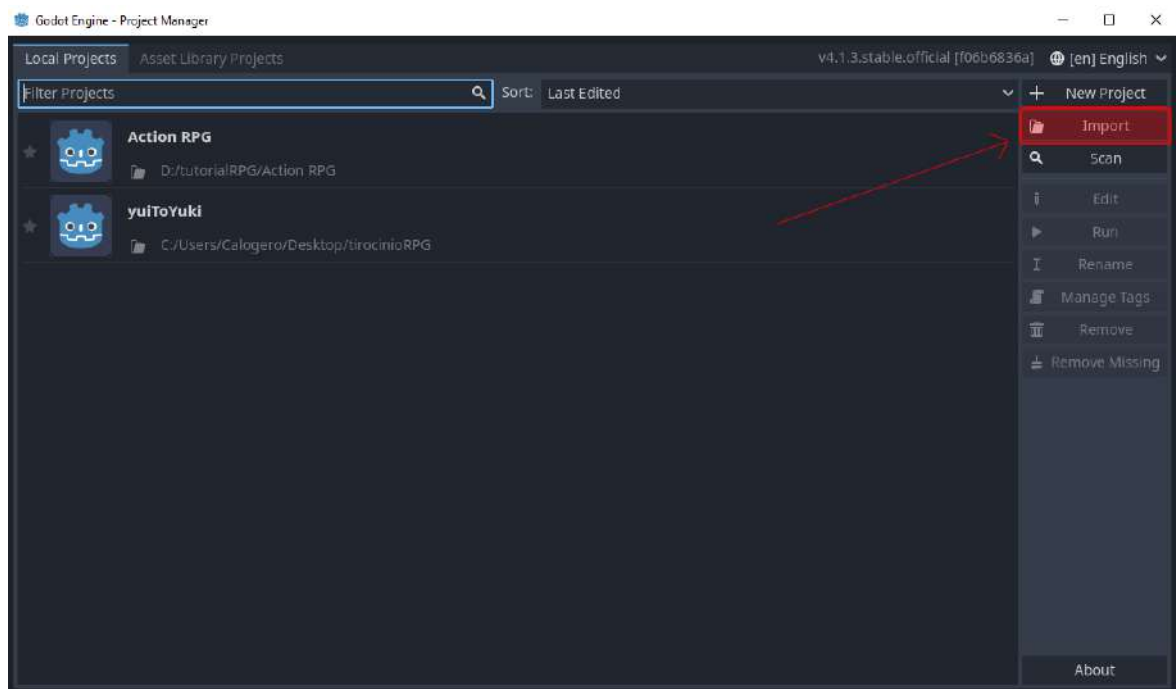 Godot Engine - Project Manager
Local Projects Asset Library Projects v4.1.3.stable.official [f06b6836a] [en] English
Filter Projects Sort: Last Edited New Project
Import
Scan
Action RPG
D:/tutorialRPG/Action RPG
yuiToYuki
C:/Users/Calogero/Desktop/tirocinioRPG
Edit
Run
Rename
Manage Tags
Remove
Remove Missing
About